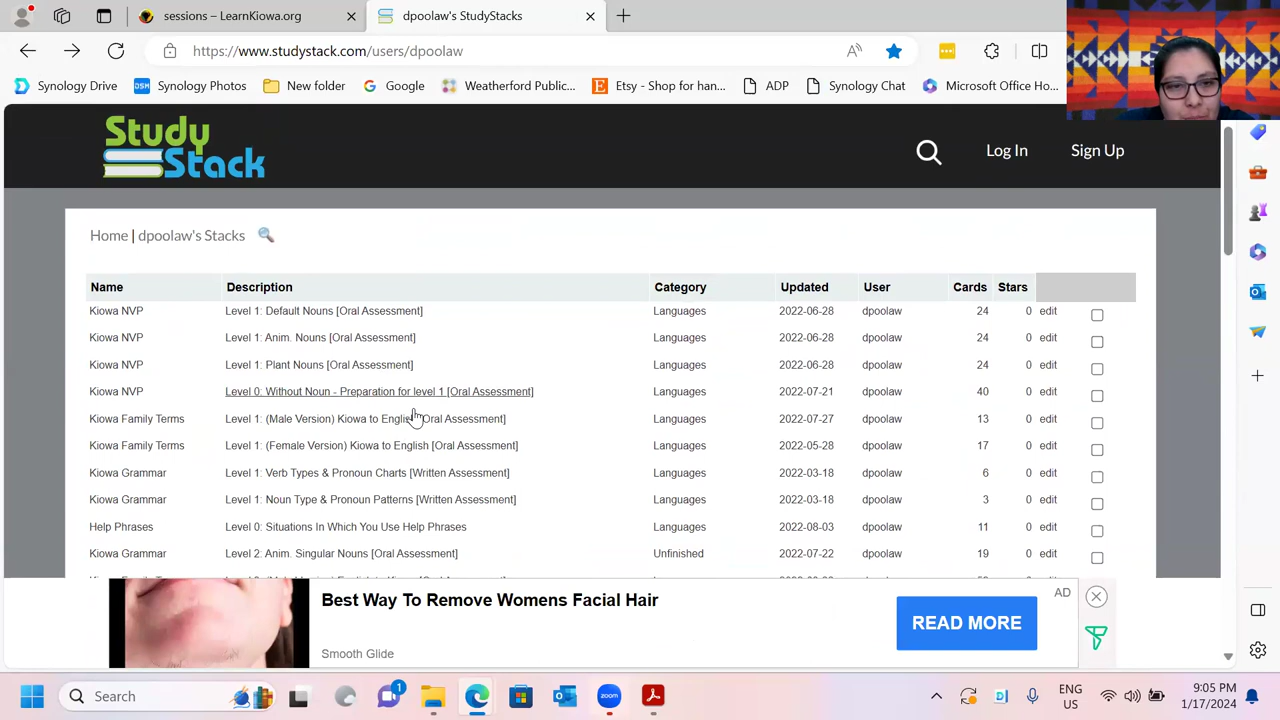 sessions – LearnKiowa.org
dpoolaw's StudyStacks
https://www.studystack.com/users/dpoolaw
Synology Drive
DSM Synology Photos
New folder
Google
Weatherford Public...
Etsy - Shop for han...
ADP
Synology Chat
Microsoft Office Ho...
Study
Stack
Log In
Sign Up
Home | dpoolaw's Stacks
Name Description Category Updated User Cards Stars
Kiowa NVP Level 1: Default Nouns [Oral Assessment] Languages 2022-06-28 dpoolaw 24 0 edit
Kiowa NVP Level 1: Anim. Nouns [Oral Assessment] Languages 2022-06-28 dpoolaw 24 0 edit
Kiowa NVP Level 1: Plant Nouns [Oral Assessment] Languages 2022-06-28 dpoolaw 24 0 edit
Kiowa NVP Level 0: Without Noun - Preparation for level 1 [Oral Assessment] Languages 2022-07-21 dpoolaw 40 0 edit
Kiowa Family Terms Level 1: (Male Version) Kiowa to English [Oral Assessment] Languages 2022-07-27 dpoolaw 13 0 edit
Kiowa Family Terms Level 1: (Female Version) Kiowa to English [Oral Assessment] Languages 2022-05-28 dpoolaw 17 0 edit
Kiowa Grammar Level 1: Verb Types & Pronoun Charts [Written Assessment] Languages 2022-03-18 dpoolaw 6 0 edit
Kiowa Grammar Level 1: Noun Type & Pronoun Patterns [Written Assessment] Languages 2022-03-18 dpoolaw 3 0 edit
Help Phrases Level 0: Situations In Which You Use Help Phrases Languages 2022-08-03 dpoolaw 11 0 edit
Kiowa Grammar Level 2: Anim. Singular Nouns [Oral Assessment] Unfinished 2022-07-22 dpoolaw 19 0 edit
Best Way To Remove Womens Facial Hair
AD
READ MORE
Smooth Glide
Search
1
zoom
ENG
US
9:05 PM
1/17/2024